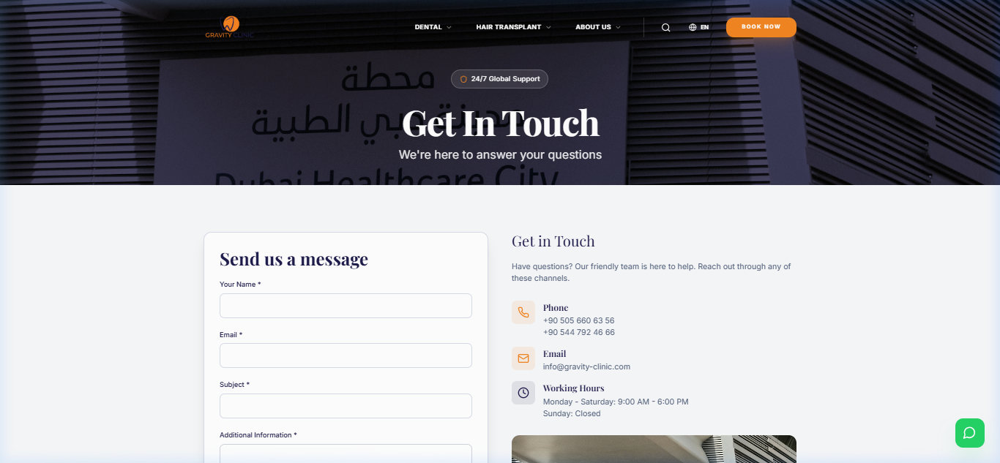 GRAVITY CLINIC
DENTAL
HAIR TRANSPLANT
ABOUT US
EN
BOOK NOW
محطة
24/7 Global Support
الطبية
Get In Touch
We're here to answer your questions
Dubai Healthcare City
Send us a message
Your Name *
Email *
Subject *
Additional Information *
Get in Touch
Have questions? Our friendly team is here to help. Reach out through any of
these channels.
Phone
+90 505 660 63 56
+90 544 792 46 66
Email
info@gravity-clinic.com
Working Hours
Monday - Saturday: 9:00 AM - 6:00 PM
Sunday: Closed